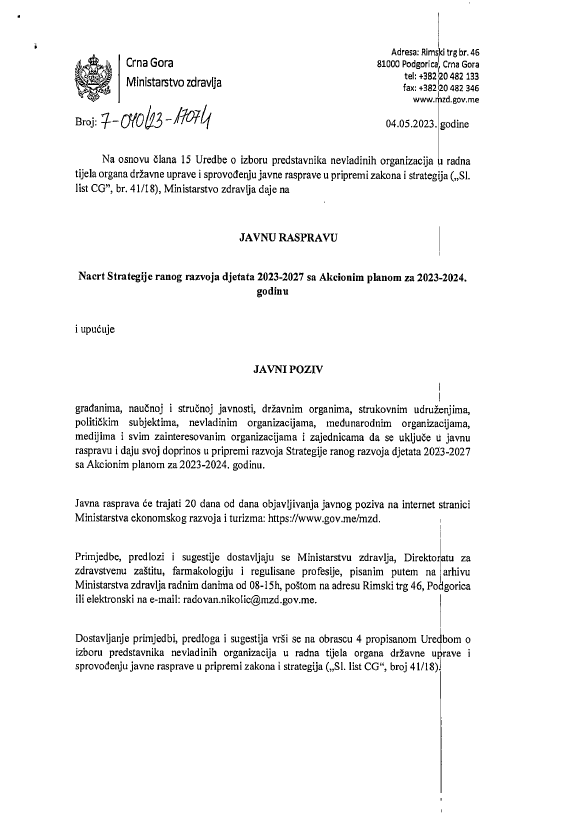 Crna Gora
Ministarstvo zdravlja
Adresa: Rimski trg br. 46
81000 Podgorica, Crna Gora
tel: +382 20 482 133
fax: +382 20 482 346
www.mzd.gov.me
Broj: 7-040/23-1707/1
04.05.2023. godine
Na osnovu člana 15 Uredbe o izboru predstavnika nevladinih organizacija u radna
tijela organa državne uprave i sprovođenju javne rasprave u pripremi zakona i strategija („Sl.
list CG“, br. 41/18), Ministarstvo zdravlja daje na
JAVNU RASPRAVU
Nacrt Strategije ranog razvoja djetata 2023-2027 sa Akcionim planom za 2023-2024.
godinu
i upućuje
JAVNI POZIV
građanima, naučnoj i stručnoj javnosti, državnim organima, strukovnim udruženjima,
političkim subjektima, nevladinim organizacijama, međunarodnim organizacijama,
medijima i svim zainteresovanim organizacijama i zajednicama da se uključe u javnu
raspravu i daju svoj doprinos u pripremi razvoja Strategije ranog razvoja djetata 2023-2027
sa Akcionim planom za 2023-2024. godinu.
Javna rasprava će trajati 20 dana od dana objavljivanja javnog poziva na internet stranici
Ministarstva ekonomskog razvoja i turizma: https://www.gov.me/mzd.
Primjedbe, predlozi i sugestije dostavljaju se Ministarstvu zdravlja, Direktoratu za
zdravstvenu zaštitu, farmakologiju i regulisane profesije, pisanim putem na arhivu
Ministarstva zdravlja radnim danima od 08-15h, poštom na adresu Rimski trg 46, Podgorica
ili elektronski na e-mail: radovan.nikolic@mzd.gov.me.
Dostavljanje primjedbi, predloga i sugestija vrši se na obrascu 4 propisanom Uredbom o
izboru predstavnika nevladinih organizacija u radna tijela organa državne uprave i
sprovođenju javne rasprave u pripremi zakona i strategija („Sl. list CG“, broj 41/18).